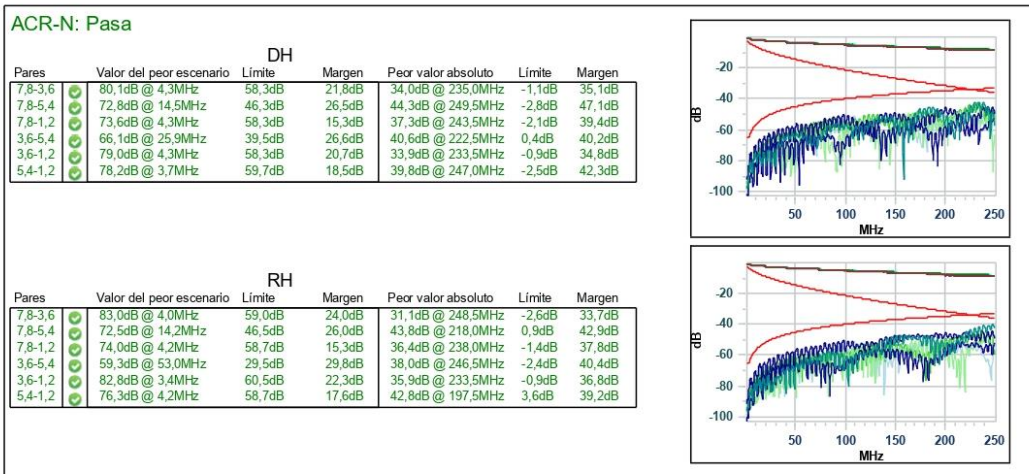 ACR-N: Pasa
DH
Pares Valor del peor escenario Límite Margen Peor valor absoluto Límite Margen
7,8-3,6 80,1dB @ 4,3MHz 58,3dB 21,8dB 34,0dB @ 235,0MHz -1,1dB 35,1dB
7,8-5,4 72,8dB @ 14,5MHz 46,3dB 26,5dB 44,3dB @ 249,5MHz -2,8dB 47,1dB
7,8-1,2 73,6dB @ 4,3MHz 58,3dB 15,3dB 37,3dB @ 243,5MHz -2,1dB 39,4dB
3,6-5,4 66,1dB @ 25,9MHz 39,5dB 26,6dB 40,6dB @ 222,5MHz 0,4dB 40,2dB
3,6-1,2 79,0dB @ 4,3MHz 58,3dB 20,7dB 33,9dB @ 233,5MHz -0,9dB 34,8dB
5,4-1,2 78,2dB @ 3,7MHz 59,7dB 18,5dB 39,8dB @ 247,0MHz -2,5dB 42,3dB
dB
-20
-40
-60
-80
-100
50 100 150 200 250
MHz
RH
Pares Valor del peor escenario Límite Margen Peor valor absoluto Límite Margen
7,8-3,6 83,0dB @ 4,0MHz 59,0dB 24,0dB 31,1dB @ 248,5MHz -2,6dB 33,7dB
7,8-5,4 72,5dB @ 14,2MHz 46,5dB 26,0dB 43,8dB @ 218,0MHz 0,9dB 42,9dB
7,8-1,2 74,0dB @ 4,2MHz 58,7dB 15,3dB 36,4dB @ 238,0MHz -1,4dB 37,8dB
3,6-5,4 59,3dB @ 53,0MHz 29,5dB 29,8dB 38,0dB @ 246,5MHz -2,4dB 40,4dB
3,6-1,2 82,8dB @ 3,4MHz 60,5dB 22,3dB 35,9dB @ 233,5MHz -0,9dB 36,8dB
5,4-1,2 76,3dB @ 4,2MHz 58,7dB 17,6dB 42,8dB @ 197,5MHz 3,6dB 39,2dB
dB
-20
-40
-60
-80
-100
50 100 150 200 250
MHz